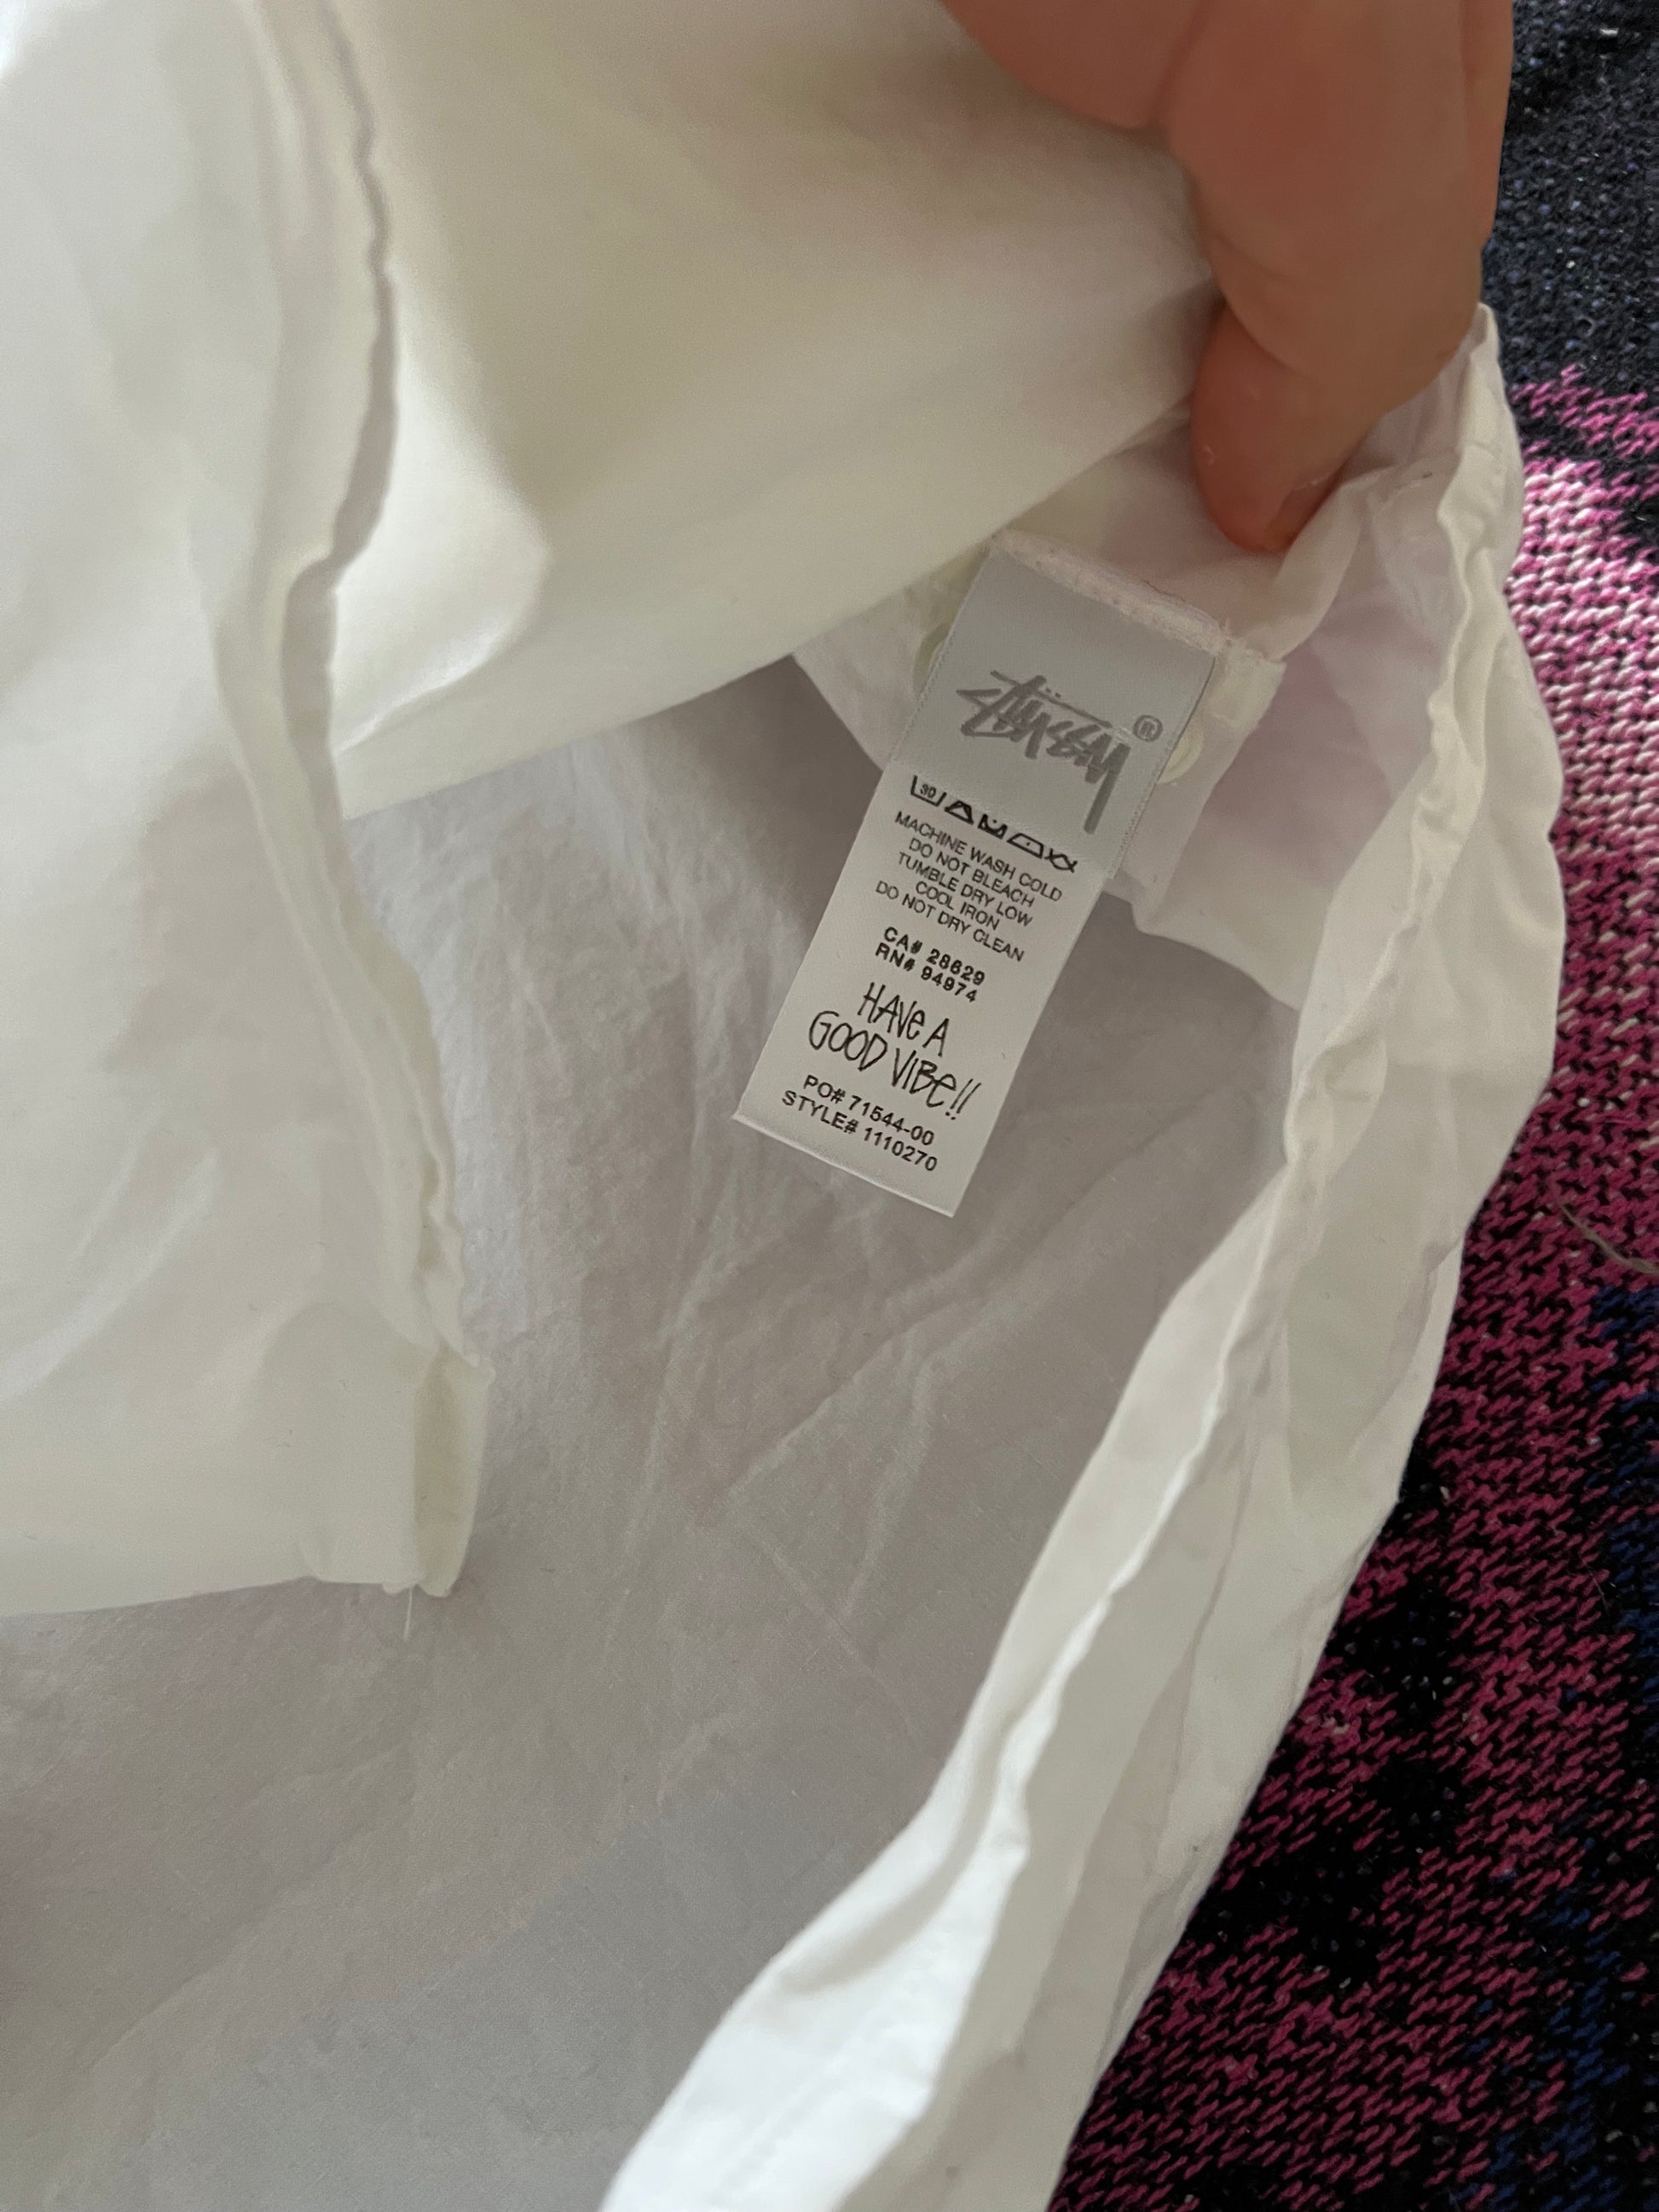 Stüssy ®
30
MACHINE WASH COLD
DO NOT BLEACH
TUMBLE DRY LOW
COOL IRON
DO NOT DRY CLEAN
CA# 28629
RN# 94974
HAVE A
GOOD VIBE!!
PO# 71544-00
STYLE# 1110270